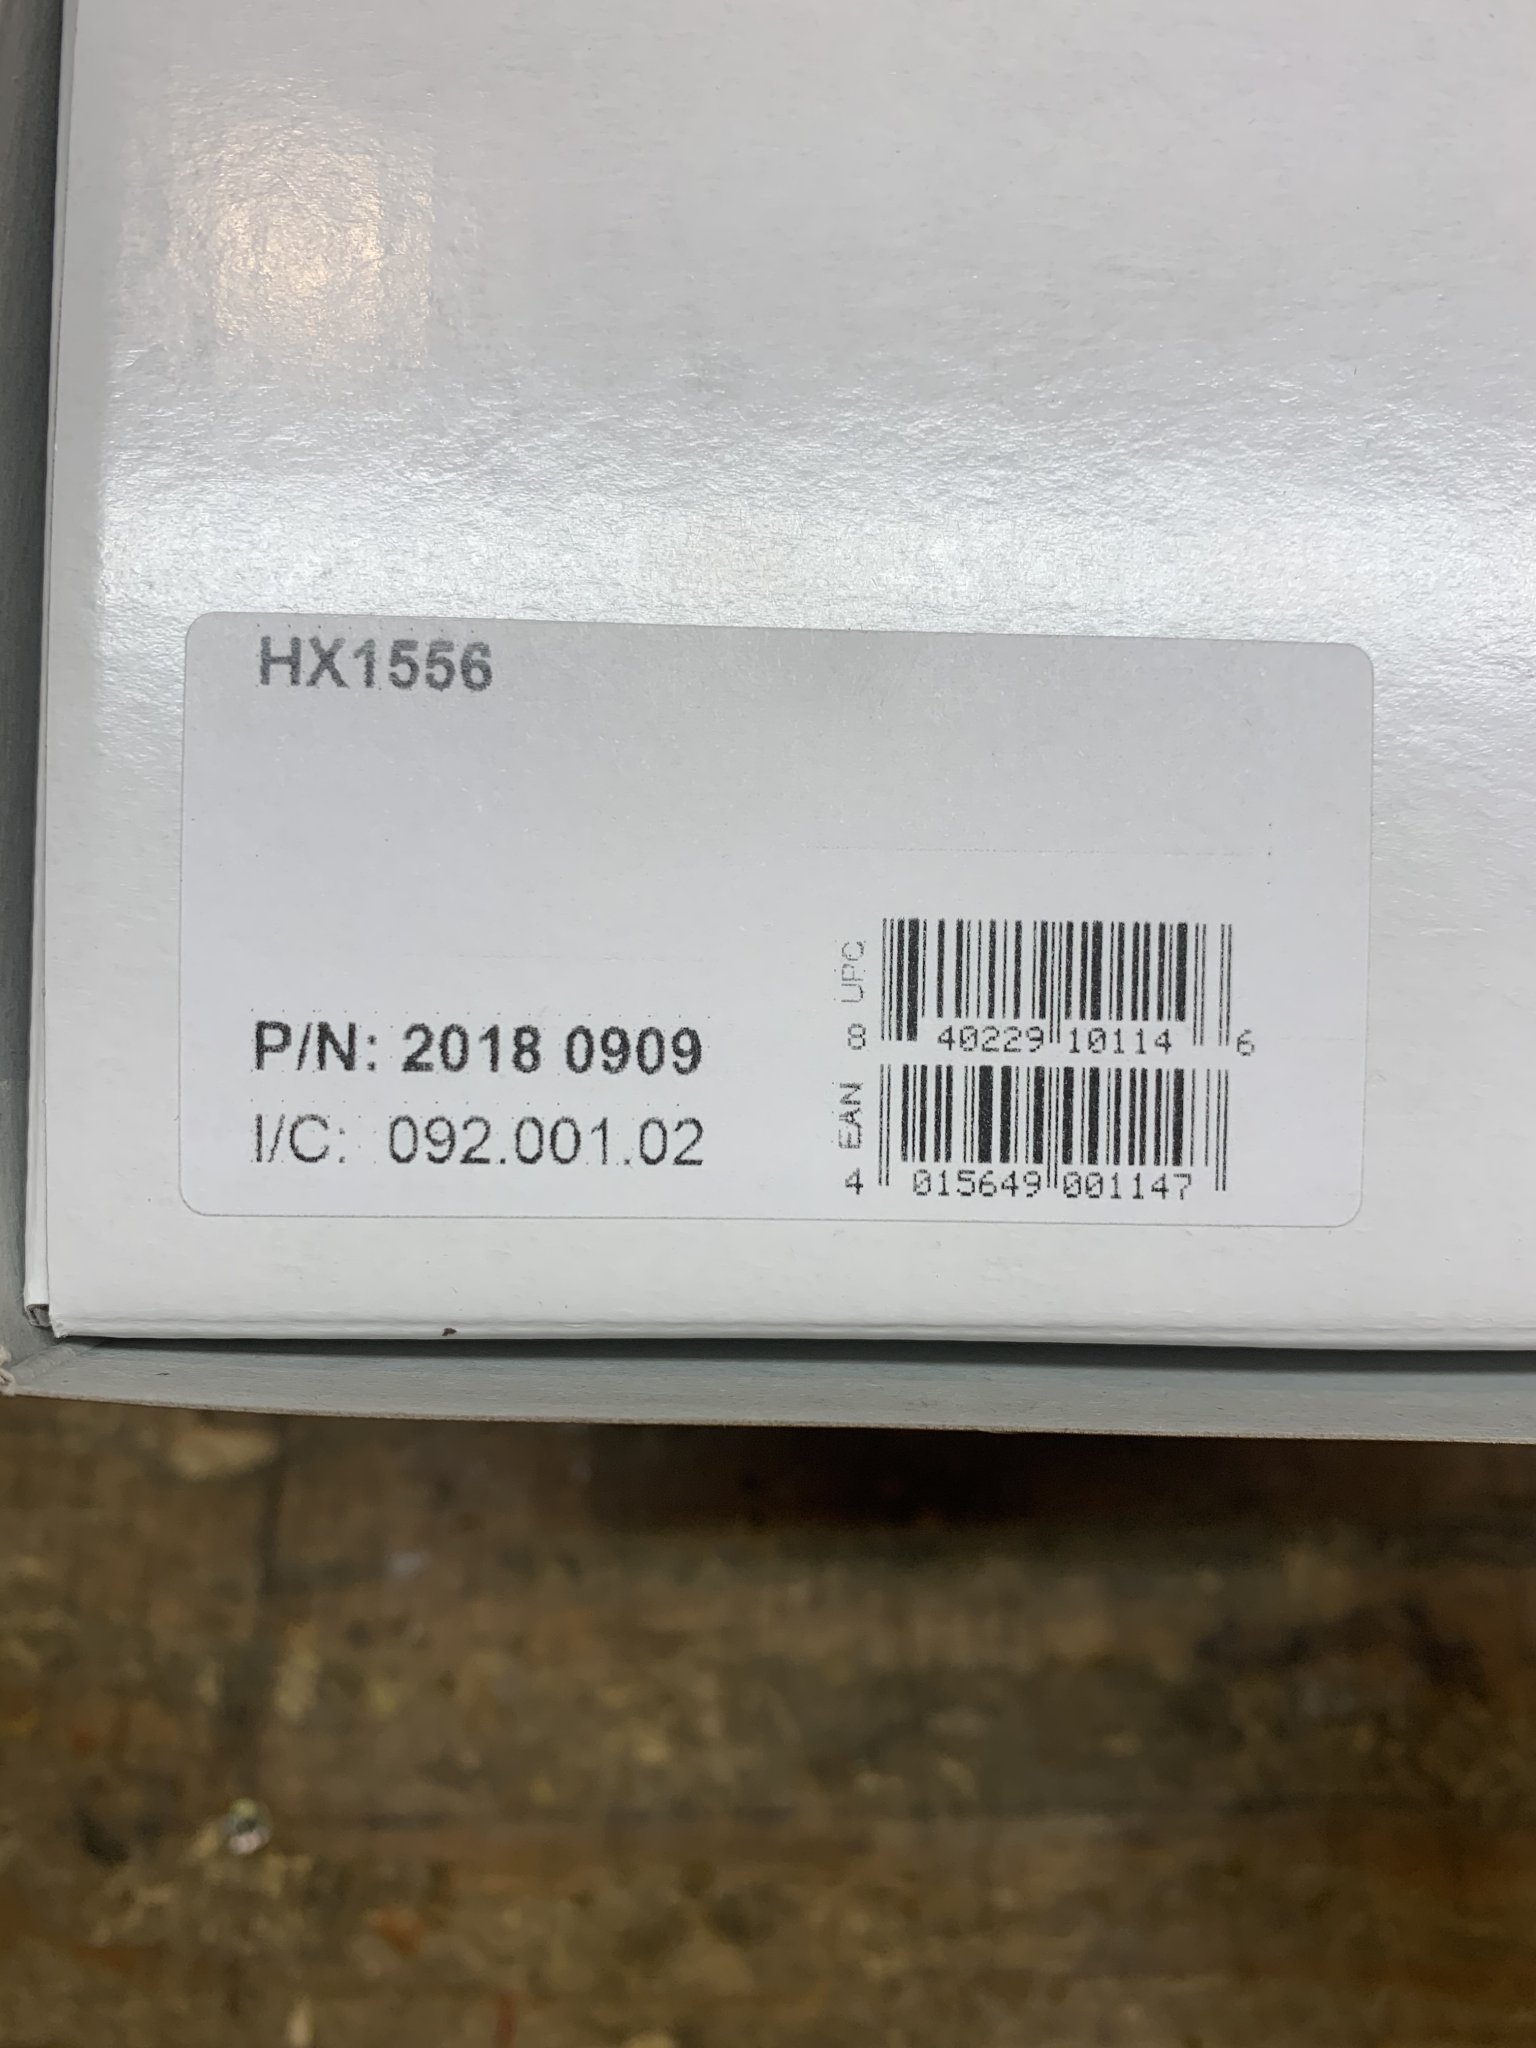 HX1556
P/N: 2018 0909
I/C: 092.001.02
UPC
8 40229 10114 6
EAN
4 015649 001147